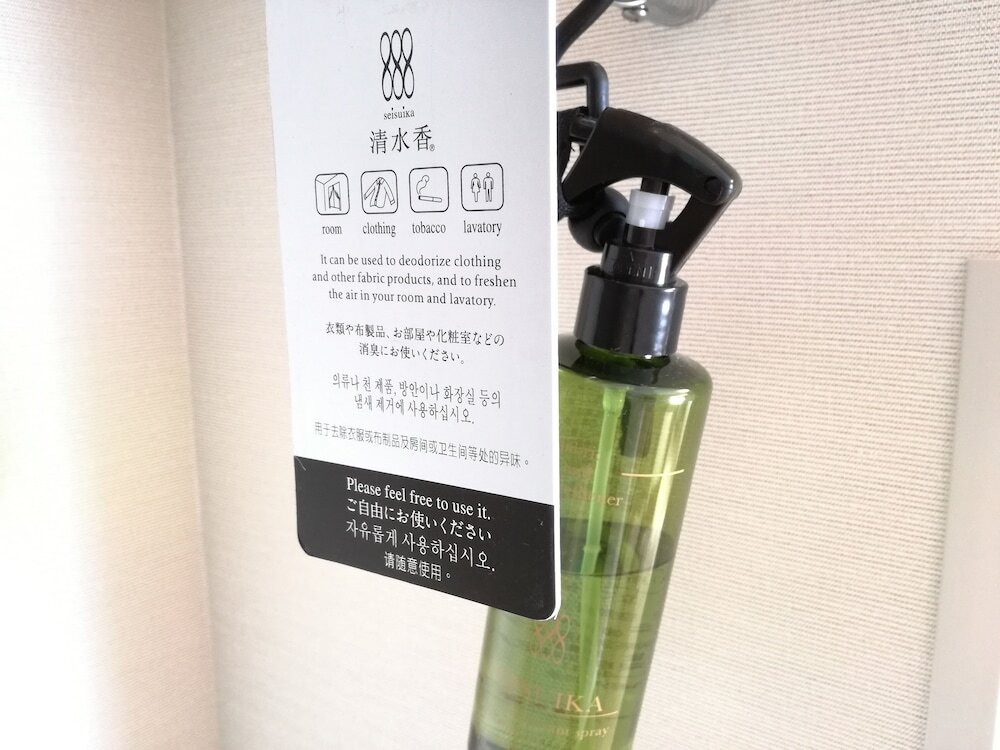 seisuika
清水香®
room clothing tobacco lavatory
It can be used to deodorize clothing
and other fabric products, and to freshen
the air in your room and lavatory.
衣類や布製品、お部屋や化粧室などの
消臭にお使いください。
의류나 천 제품, 방안이나 화장실 등의
냄새 제거에 사용하십시오.
用于去除衣服或布制品及房间或卫生间等处的异味。
Please feel free to use it.
ご自由にお使いください
자유롭게 사용하십시오.
请随意使用。
spray